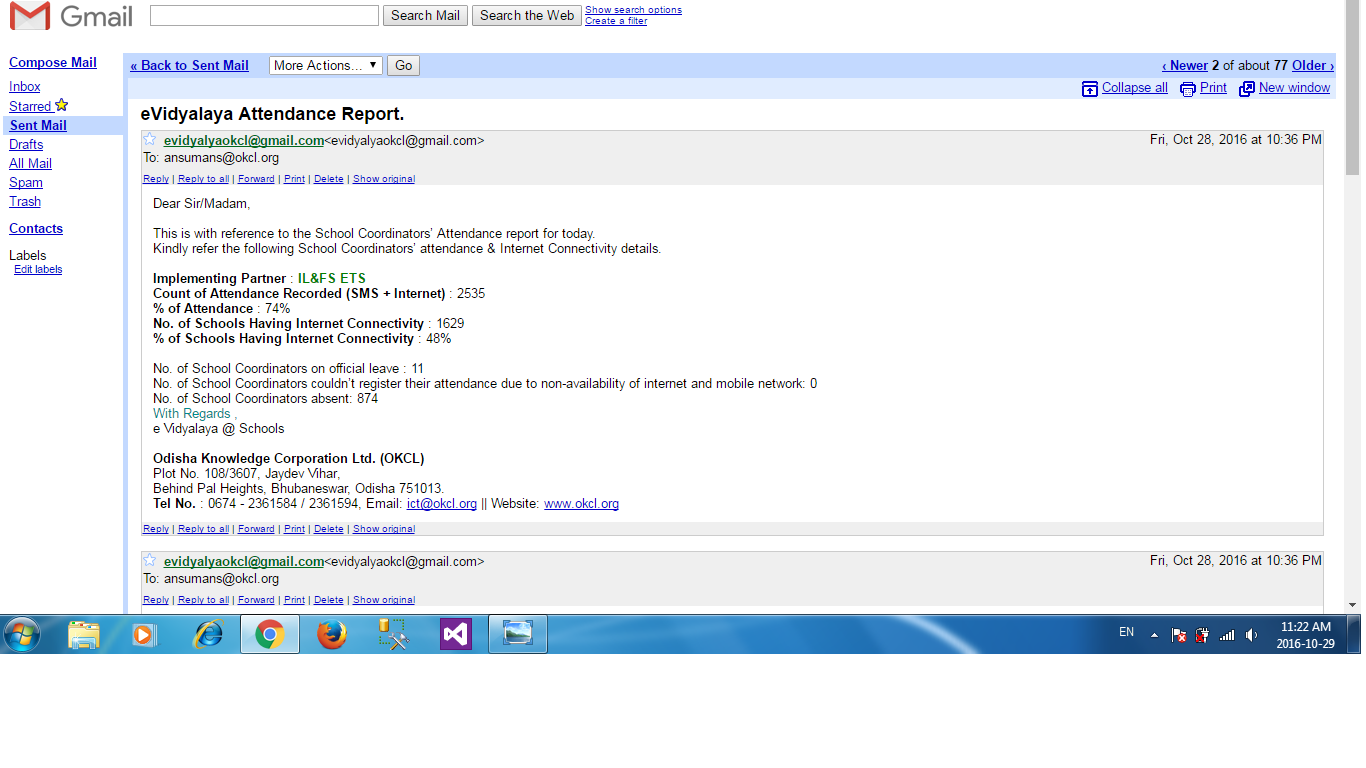 Gmail
Search Mail Search the Web Show search options
Create a filter
Compose Mail
Inbox
Starred
Sent Mail
Drafts
All Mail
Spam
Trash
Contacts
Labels
Edit labels
« Back to Sent Mail More Actions... Go ‹ Newer 2 of about 77 Older ›
Collapse all Print New window
eVidyalaya Attendance Report.
evidyalyaokcl@gmail.com<evidyalyaokcl@gmail.com> Fri, Oct 28, 2016 at 10:36 PM
To: ansumans@okcl.org
Reply | Reply to all | Forward | Print | Delete | Show original
Dear Sir/Madam,
This is with reference to the School Coordinators’ Attendance report for today.
Kindly refer the following School Coordinators’ attendance & Internet Connectivity details.
Implementing Partner : IL&FS ETS
Count of Attendance Recorded (SMS + Internet) : 2535
% of Attendance : 74%
No. of Schools Having Internet Connectivity : 1629
% of Schools Having Internet Connectivity : 48%
No. of School Coordinators on official leave : 11
No. of School Coordinators couldn’t register their attendance due to non-availability of internet and mobile network: 0
No. of School Coordinators absent: 874
With Regards ,
e Vidyalaya @ Schools
Odisha Knowledge Corporation Ltd. (OKCL)
Plot No. 108/3607, Jaydev Vihar,
Behind Pal Heights, Bhubaneswar, Odisha 751013.
Tel No. : 0674 - 2361584 / 2361594, Email: ict@okcl.org || Website: www.okcl.org
Reply | Reply to all | Forward | Print | Delete | Show original
evidyalyaokcl@gmail.com<evidyalyaokcl@gmail.com> Fri, Oct 28, 2016 at 10:36 PM
To: ansumans@okcl.org
Reply | Reply to all | Forward | Print | Delete | Show original
EN 11:22 AM
2016-10-29